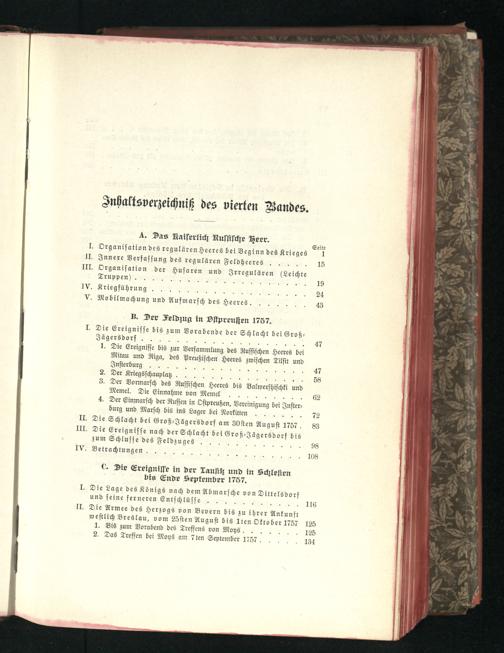 Inhaltsverzeichniß des vierten Bandes.
A. Das Kaiserlich Russische Heer.
Seite
I. Organisation des regulären Heeres bei Beginn des Krieges 1
II. Innere Verfassung des regulären Feldheeres . . . . . 15
III. Organisation der Husaren und Irregulären (Leichte
Truppen) . . . . . 19
IV. Kriegführung . . . . . 24
V. Mobilmachung und Aufmarsch des Heeres . . . . . 45
B. Der Feldzug in Ostpreußen 1757.
I. Die Ereignisse bis zum Vorabende der Schlacht bei Groß-
Jägersdorf . . . . . 47
1. Die Ereignisse bis zur Versammlung des Russischen Heeres bei
Mitau und Riga, des Preußischen Heeres zwischen Tilsit und
Insterburg . . . . . 47
2. Der Kriegsschauplatz . . . . . 58
3. Der Vormarsch des Russischen Heeres bis Balwershischki und
Memel. Die Einnahme von Memel . . . . . 62
4. Der Einmarsch der Russen in Ostpreußen, Vereinigung bei Inster-
burg und Marsch bis ins Lager bei Norkitten . . . . . 72
II. Die Schlacht bei Groß-Jägersdorf am 30sten August 1757 . 83
III. Die Ereignisse nach der Schlacht bei Groß-Jägersdorf bis
zum Schlusse des Feldzuges . . . . . 98
IV. Betrachtungen . . . . . 108
C. Die Ereignisse in der Lausitz und in Schlesien
bis Ende September 1757.
I. Die Lage des Königs nach dem Abmarsche von Dittelsdorf
und seine ferneren Entschlüsse . . . . . 116
II. Die Armee des Herzogs von Bevern bis zu ihrer Ankunft
westlich Breslau, vom 25sten August bis 1sten Oktober 1757 125
1. Bis zum Vorabend des Treffens von Moys . . . . . 125
2. Das Treffen bei Moys am 7ten September 1757 . . . . . 134